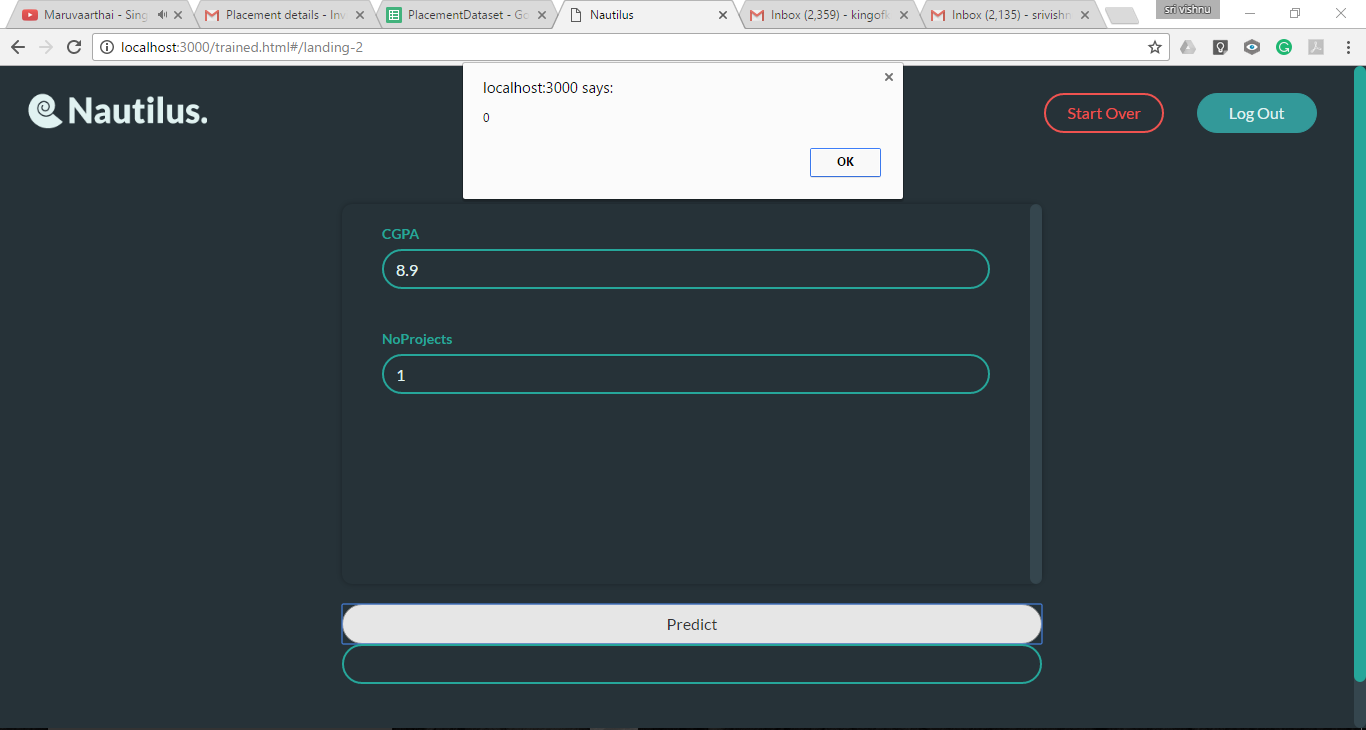 sri vishnu
Maruvaarthai - Sing
Placement details - Inv
PlacementDataset - Go
Nautilus
Inbox (2,359) - kingofk
Inbox (2,135) - srivishn
localhost:3000/trained.html#/landing-2
localhost:3000 says:
0
OK
Nautilus.
Start Over
Log Out
CGPA
8.9
NoProjects
1
Predict